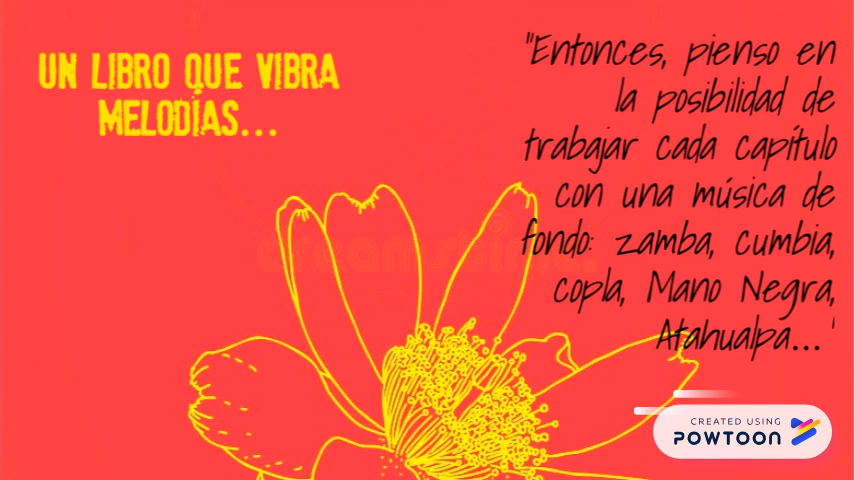 UN LIBRO QUE VIBRA
MELODÍAS...
"Entonces, pienso en
la posibilidad de
trabajar cada capítulo
con una música de
fondo: zamba, cumbia,
copla, Mano Negra,
Atahualpa... '
dreamstime.
CREATED USING
POWTOON